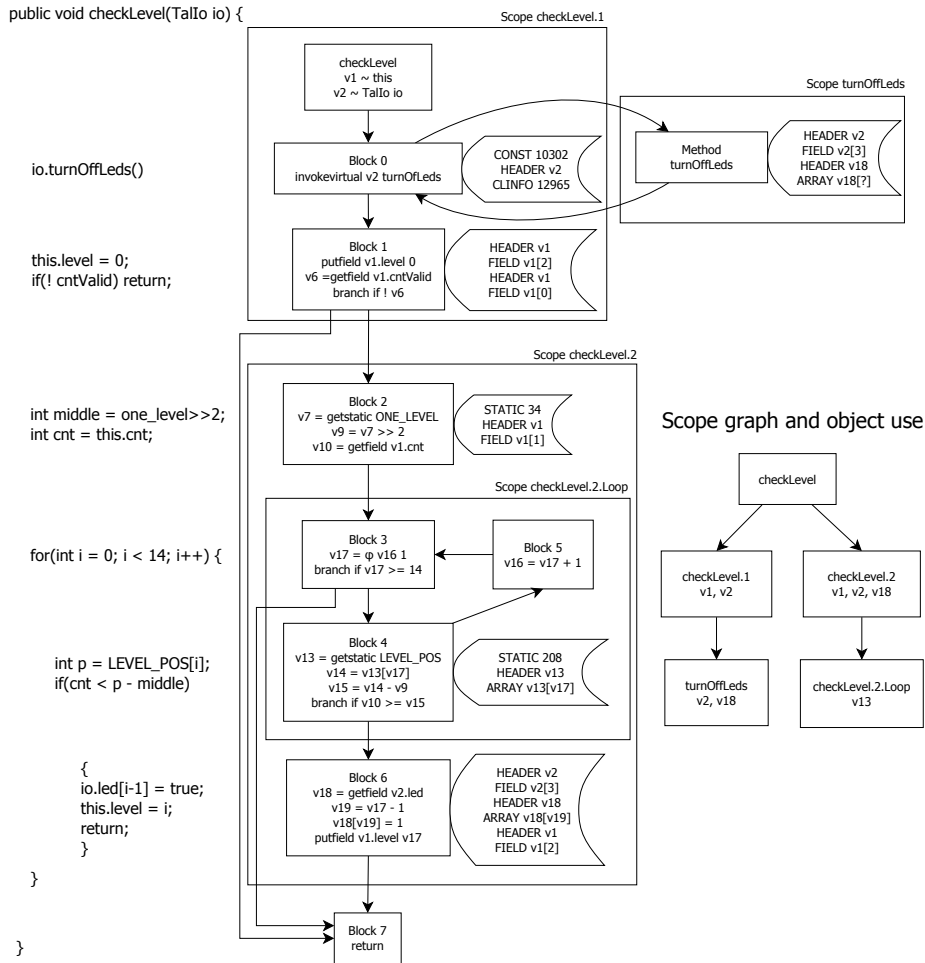 public void checkLevel(TalIo io) {
Scope checkLevel.1
checkLevel
v1 ~ this
v2 ~ TalIo io
Scope turnOffLeds
io.turnOffLeds()
Block 0
invokevirtual v2 turnOfLeds
CONST 10302
HEADER v2
CLINFO 12965
Method
turnOffLeds
HEADER v2
FIELD v2[3]
HEADER v18
ARRAY v18[?]
this.level = 0;
if(! cntValid) return;
Block 1
putfield v1.level 0
v6 =getfield v1.cntValid
branch if ! v6
HEADER v1
FIELD v1[2]
HEADER v1
FIELD v1[0]
Scope checkLevel.2
int middle = one_level>>2;
int cnt = this.cnt;
Block 2
v7 = getstatic ONE_LEVEL
v9 = v7 >> 2
v10 = getfield v1.cnt
STATIC 34
HEADER v1
FIELD v1[1]
Scope checkLevel.2.Loop
for(int i = 0; i < 14; i++) {
Block 3
v17 = φ v16 1
branch if v17 >= 14
Block 5
v16 = v17 + 1
int p = LEVEL_POS[i];
if(cnt < p - middle)
Block 4
v13 = getstatic LEVEL_POS
v14 = v13[v17]
v15 = v14 - v9
branch if v10 >= v15
STATIC 208
HEADER v13
ARRAY v13[v17]
{
io.led[i-1] = true;
this.level = i;
return;
}
Block 6
v18 = getfield v2.led
v19 = v17 - 1
v18[v19] = 1
putfield v1.level v17
HEADER v2
FIELD v2[3]
HEADER v18
ARRAY v18[v19]
HEADER v1
FIELD v1[2]
}
Block 7
return
}
Scope graph and object use
checkLevel
checkLevel.1
v1, v2
checkLevel.2
v1, v2, v18
turnOffLeds
v2, v18
checkLevel.2.Loop
v13